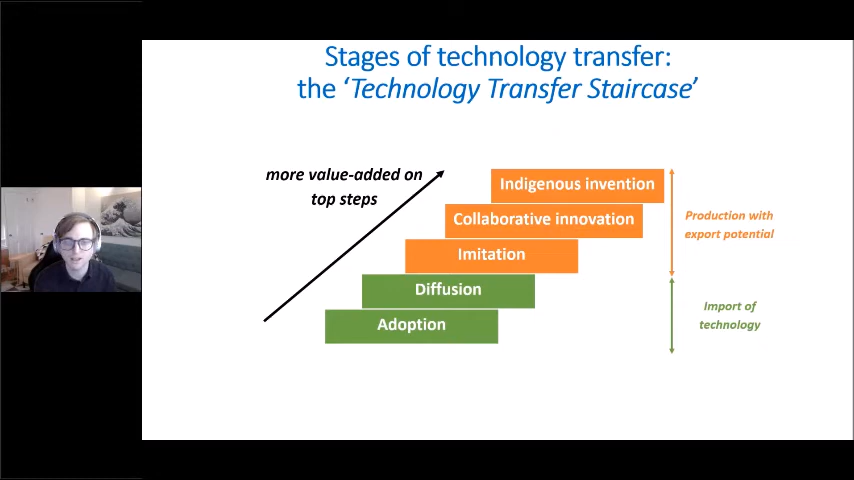 Stages of technology transfer:
the ‘Technology Transfer Staircase’
more value-added on
top steps
Indigenous invention
Collaborative innovation
Imitation
Diffusion
Adoption
Production with
export potential
Import of
technology